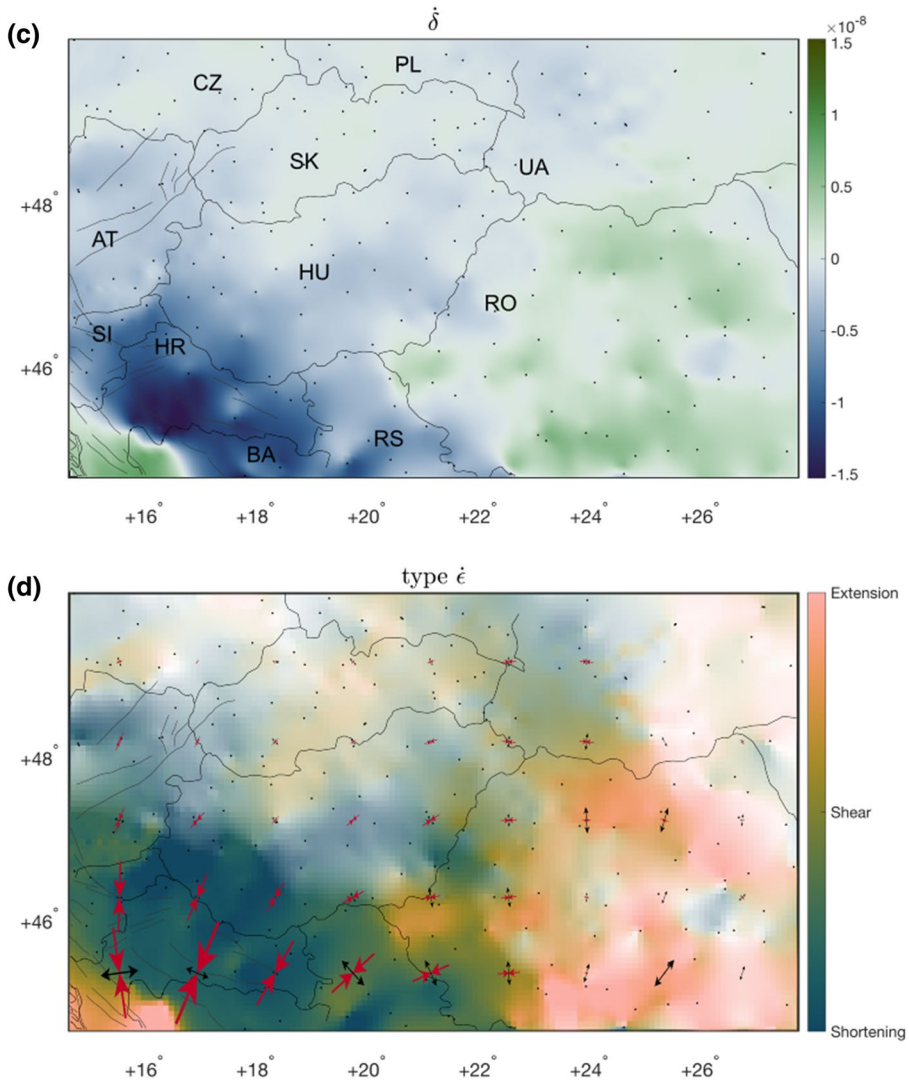 (c)
δ̇
×10⁻⁸
1.5
PL
CZ
1
SK
UA
0.5
+48°
AT
0
HU
RO
-0.5
SI
HR
+46°
-1
RS
BA
-1.5
+16° +18° +20° +22° +24° +26°
(d)
type ϵ̇
Extension
+48°
Shear
+46°
Shortening
+16° +18° +20° +22° +24° +26°